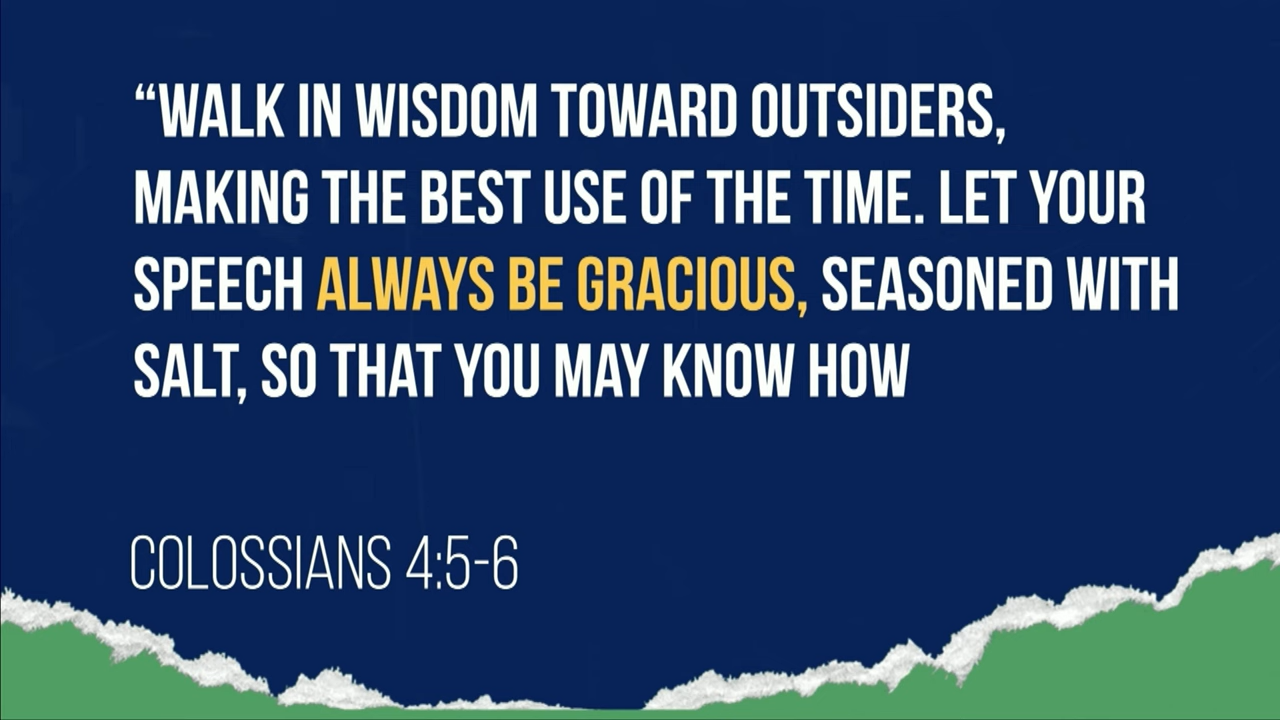 “WALK IN WISDOM TOWARD OUTSIDERS,
MAKING THE BEST USE OF THE TIME. LET YOUR
SPEECH ALWAYS BE GRACIOUS, SEASONED WITH
SALT, SO THAT YOU MAY KNOW HOW
COLOSSIANS 4:5-6